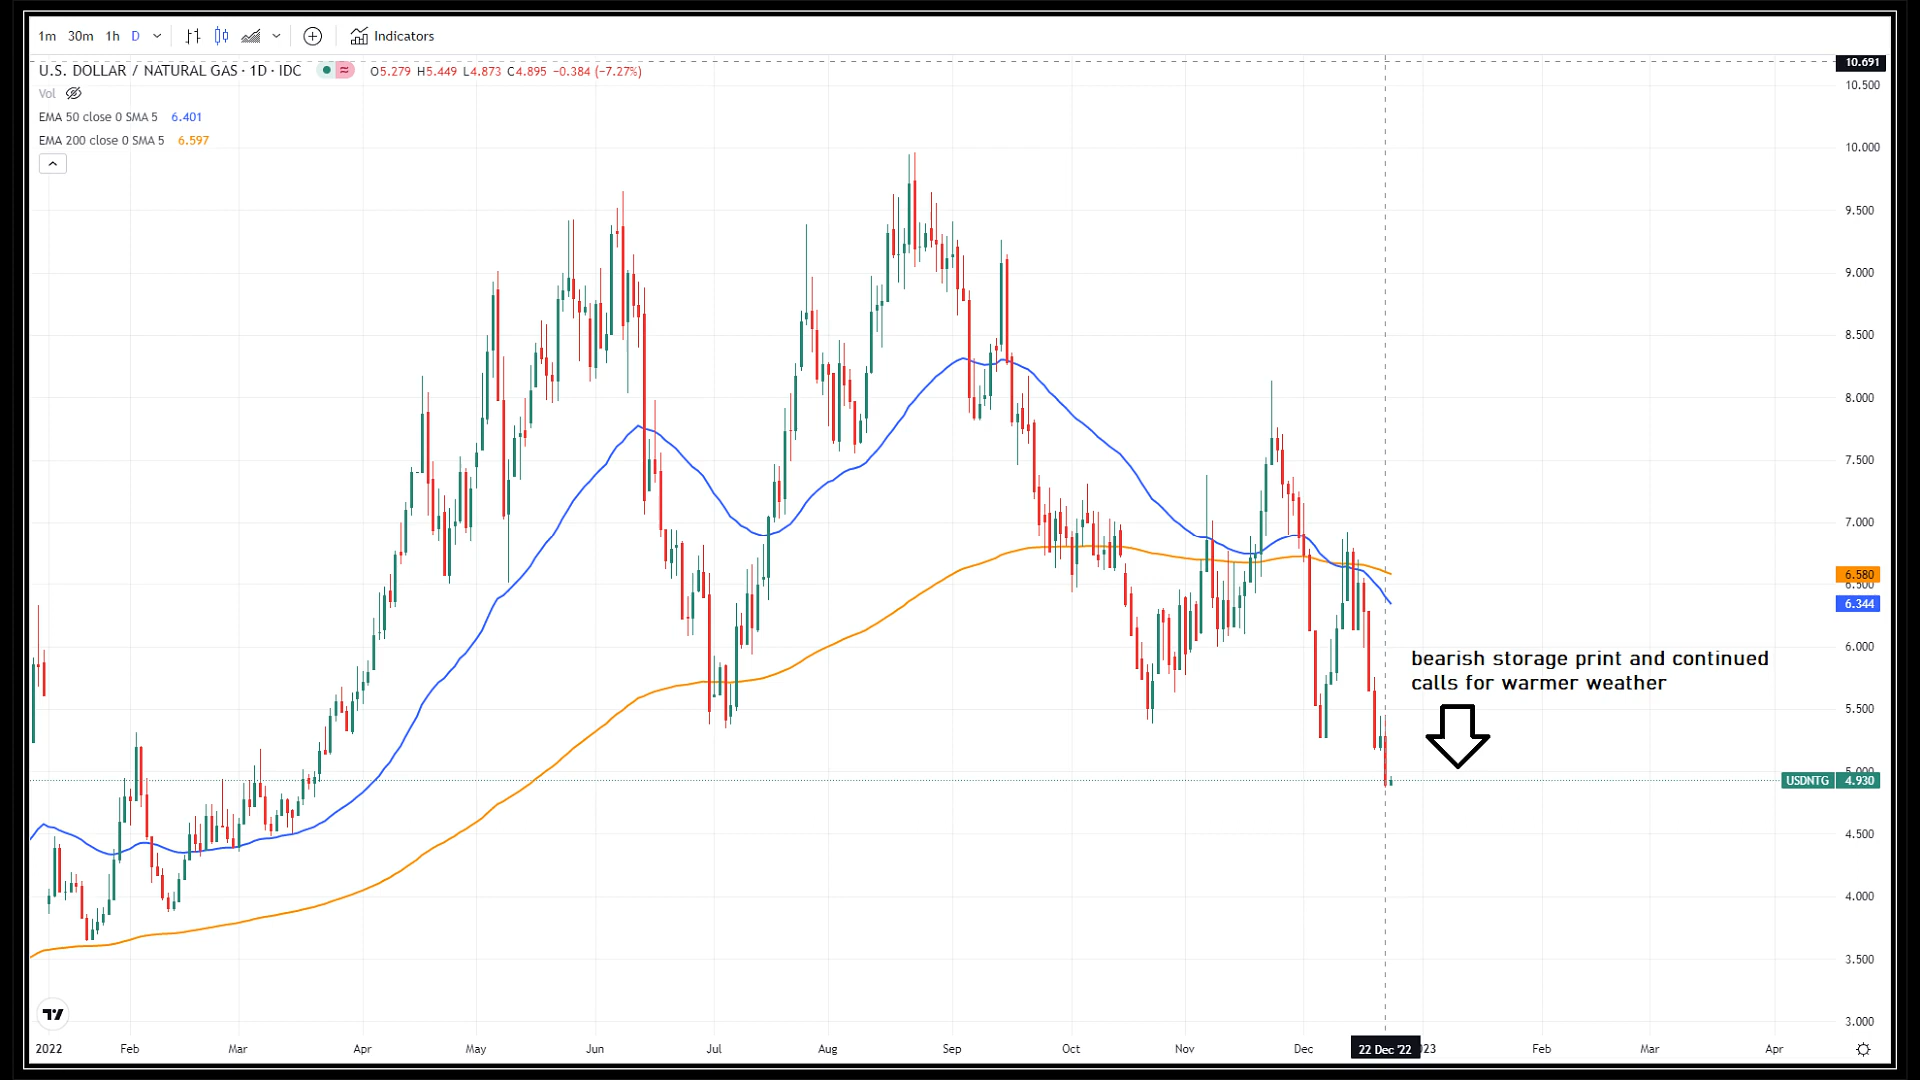 1m 30m 1h D Indicators
10.691
U.S. DOLLAR / NATURAL GAS · 1D · IDC O5.279 H5.449 L4.873 C4.895 −0.384 (−7.27%)
10.500
Vol
EMA 50 close 0 SMA 5 6.401
EMA 200 close 0 SMA 5 6.597
10.000
9.500
9.000
8.500
8.000
7.500
7.000
6.580
6.500
6.344
6.000
bearish storage print and continued
calls for warmer weather
5.500
5.000
USDNTG 4.930
4.500
4.000
3.500
3.000
2022 Feb Mar Apr May Jun Jul Aug Sep Oct Nov Dec 22 Dec '22 23 Feb Mar Apr